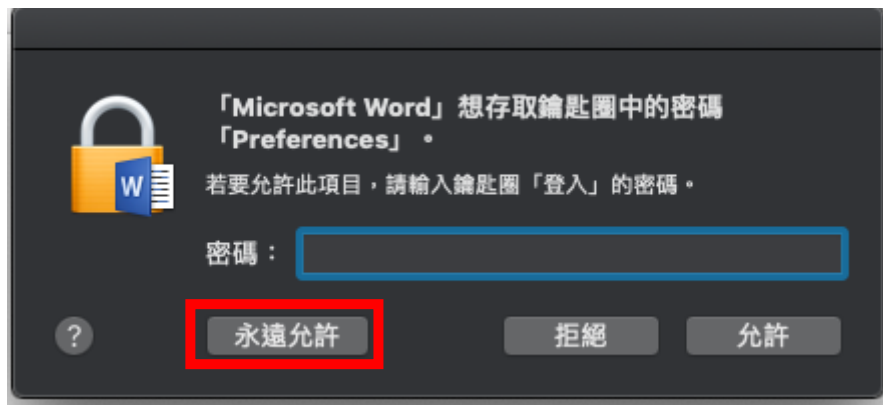 「Microsoft Word」想存取鑰匙圈中的密碼
「Preferences」。
若要允許此項目，請輸入鑰匙圈「登入」的密碼。
密碼：
? 永遠允許 拒絕 允許
W